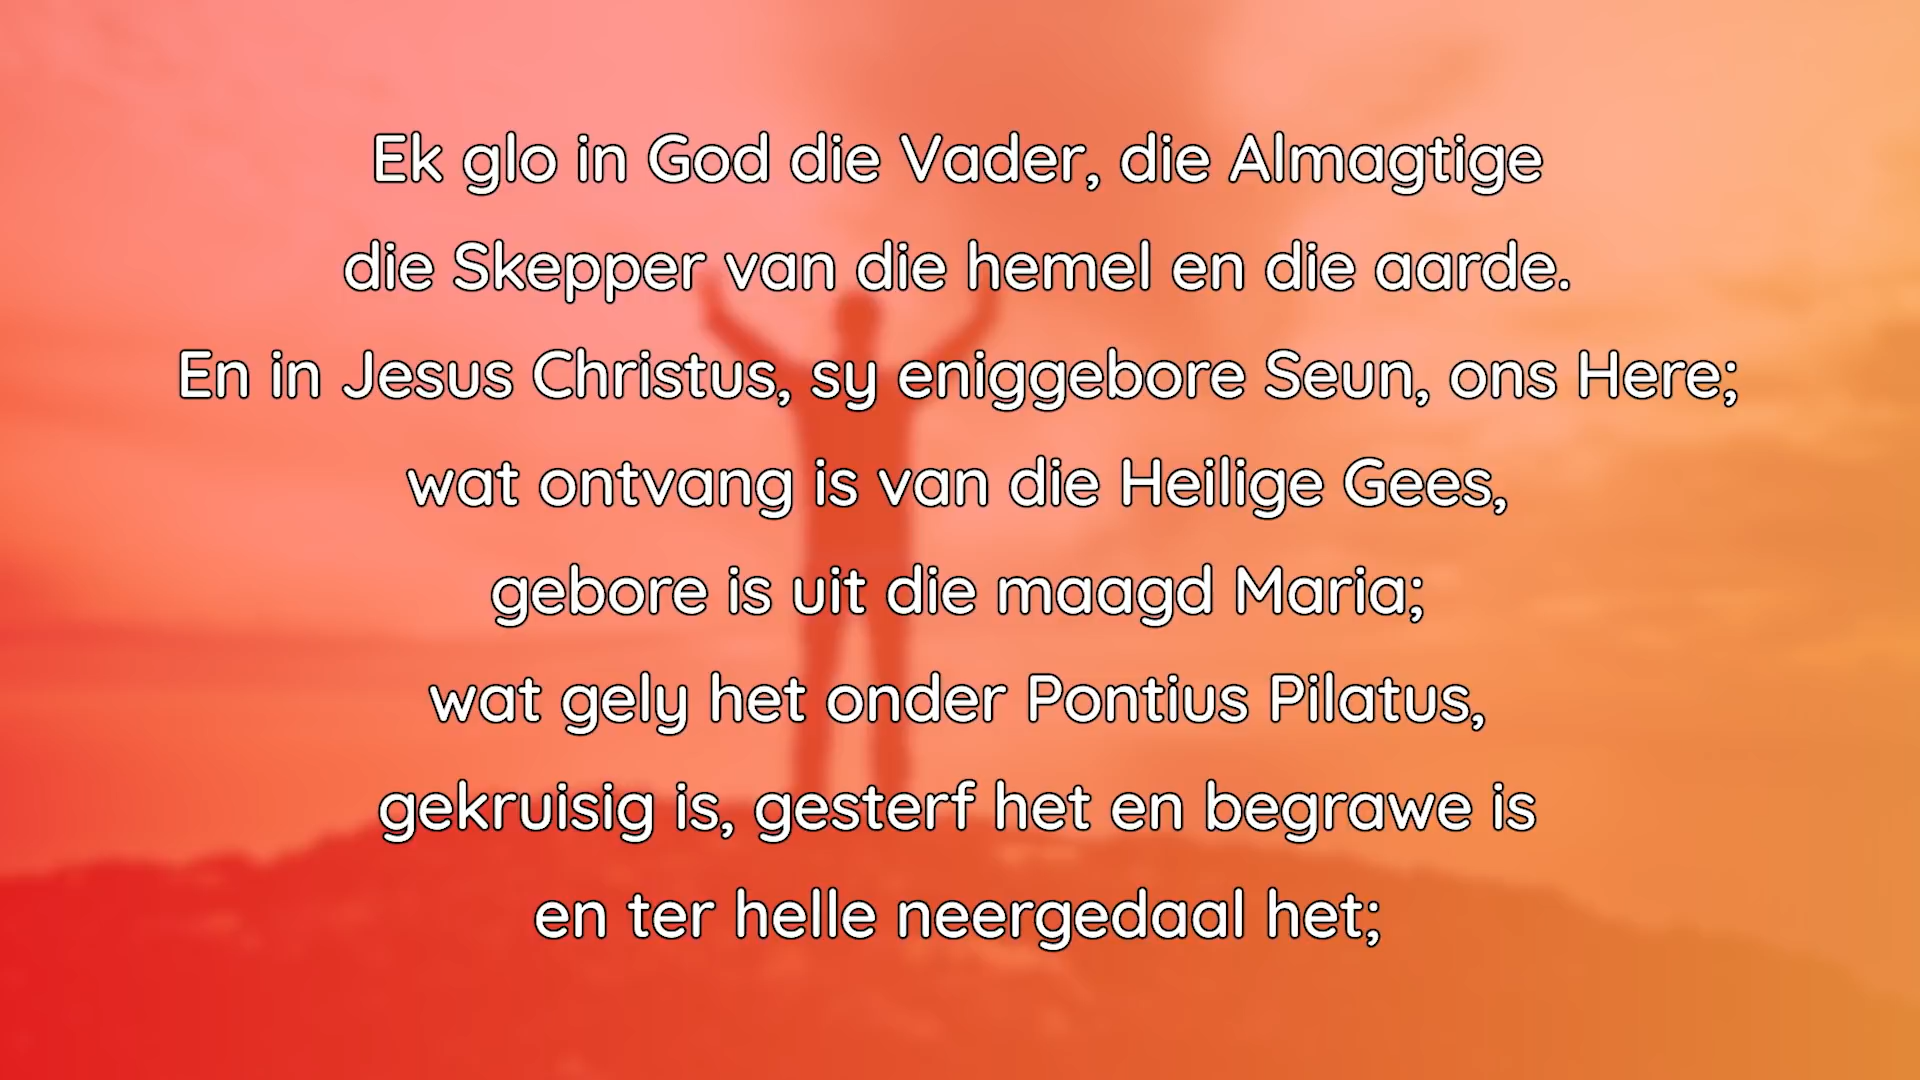 Ek glo in God die Vader, die Almagtige
die Skepper van die hemel en die aarde.
En in Jesus Christus, sy eniggebore Seun, ons Here;
wat ontvang is van die Heilige Gees,
gebore is uit die maagd Maria;
wat gely het onder Pontius Pilatus,
gekruisig is, gesterf het en begrawe is
en ter helle neergedaal het;